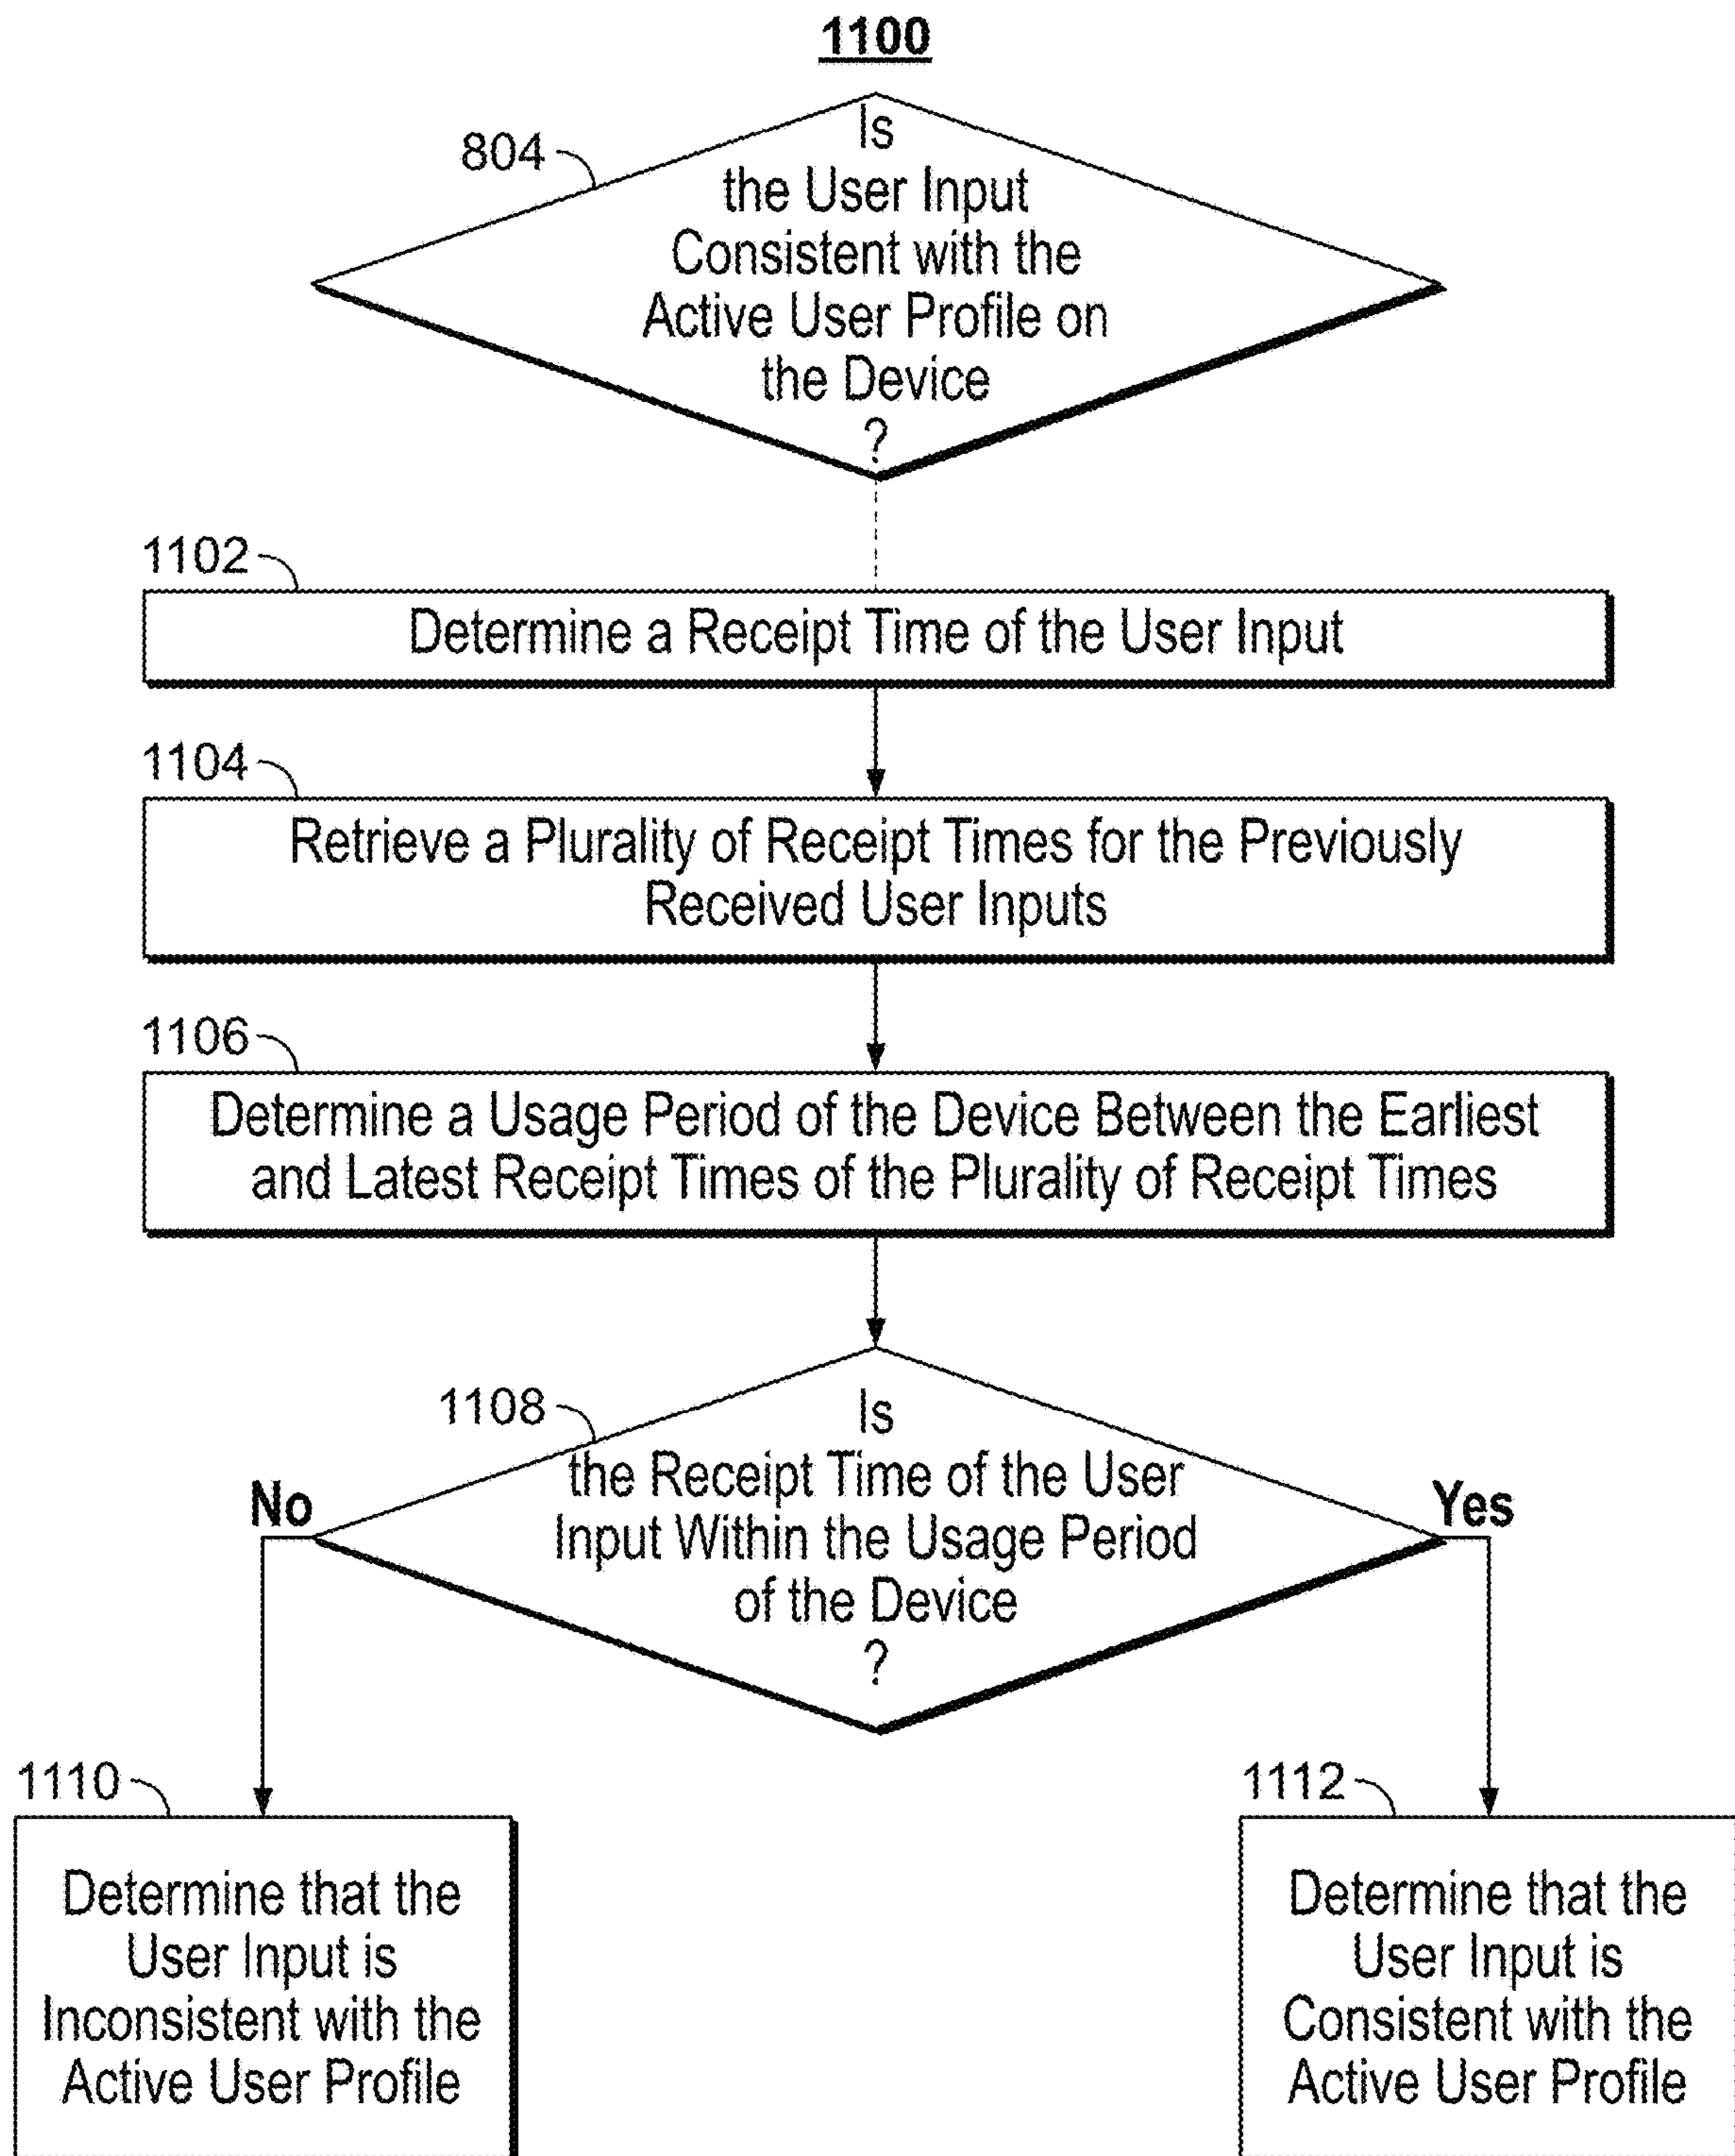 1100
804
Is
the User Input
Consistent with the
Active User Profile on
the Device
?
1102
Determine a Receipt Time of the User Input
1104
Retrieve a Plurality of Receipt Times for the Previously
Received User Inputs
1106
Determine a Usage Period of the Device Between the Earliest
and Latest Receipt Times of the Plurality of Receipt Times
1108
Is
the Receipt Time of the User
Input Within the Usage Period
of the Device
?
No
Yes
1110
Determine that the
User Input is
Inconsistent with the
Active User Profile
1112
Determine that the
User Input is
Consistent with the
Active User Profile